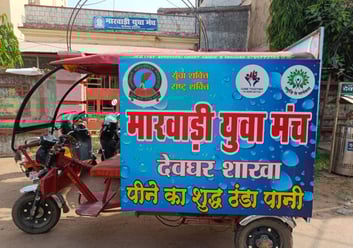 मारवाड़ी युवा मंच
युवा शक्ति
राष्ट्र शक्ति
मारवाड़ी युवा मंच
देवघर शाखा
पीने का शुद्ध ठंडा पानी